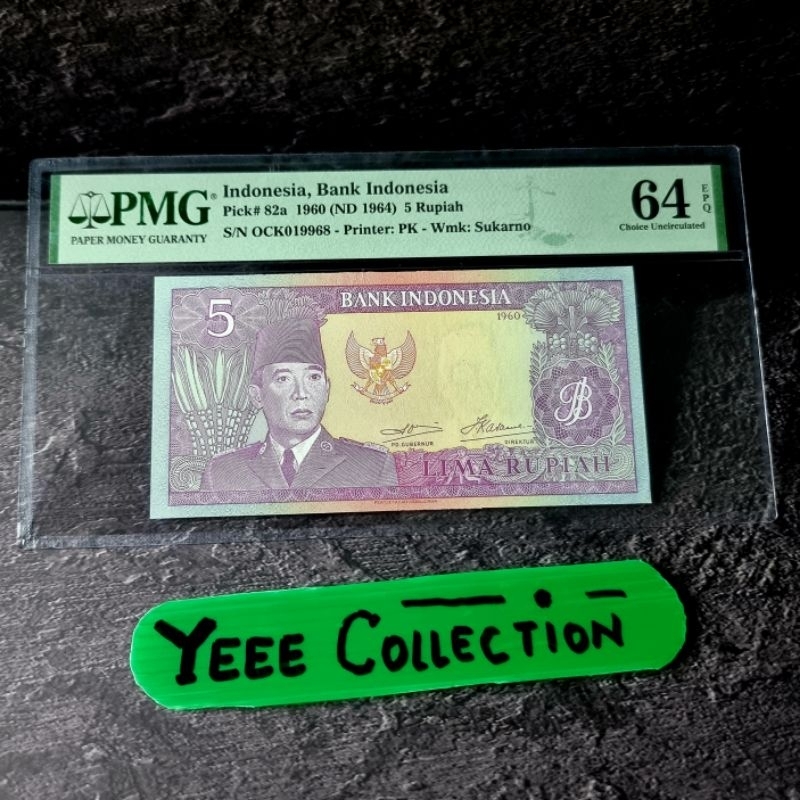 PMG®
PAPER MONEY GUARANTY
Indonesia, Bank Indonesia
Pick# 82a 1960 (ND 1964) 5 Rupiah
S/N OCK019968 - Printer: PK - Wmk: Sukarno
64 EPQ
Choice Uncirculated
5
BANK INDONESIA
1960
PD. GUBERNUR
DIREKTUR
LIMA RUPIAH
YEEE COLLECTION